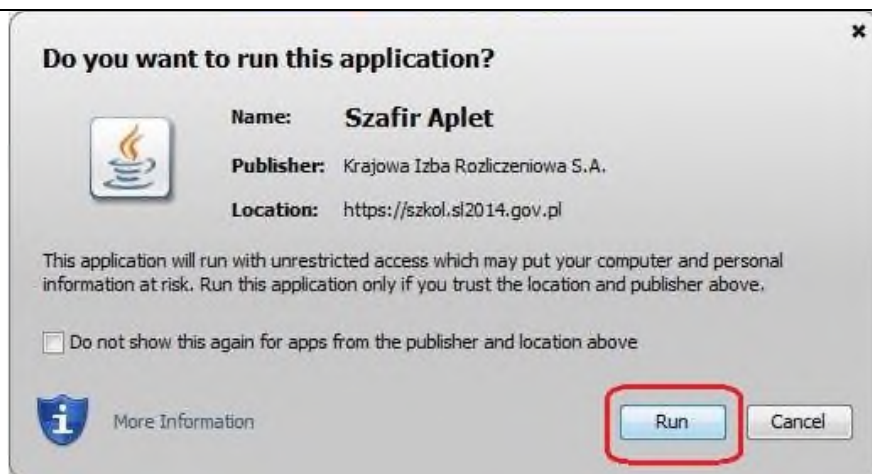 Do you want to run this application?
Name: Szafir Aplet
Publisher: Krajowa Izba Rozliczeniowa S.A.
Location: https://szkol.sl2014.gov.pl
This application will run with unrestricted access which may put your computer and personal
information at risk. Run this application only if you trust the location and publisher above.
Do not show this again for apps from the publisher and location above
More Information Run Cancel